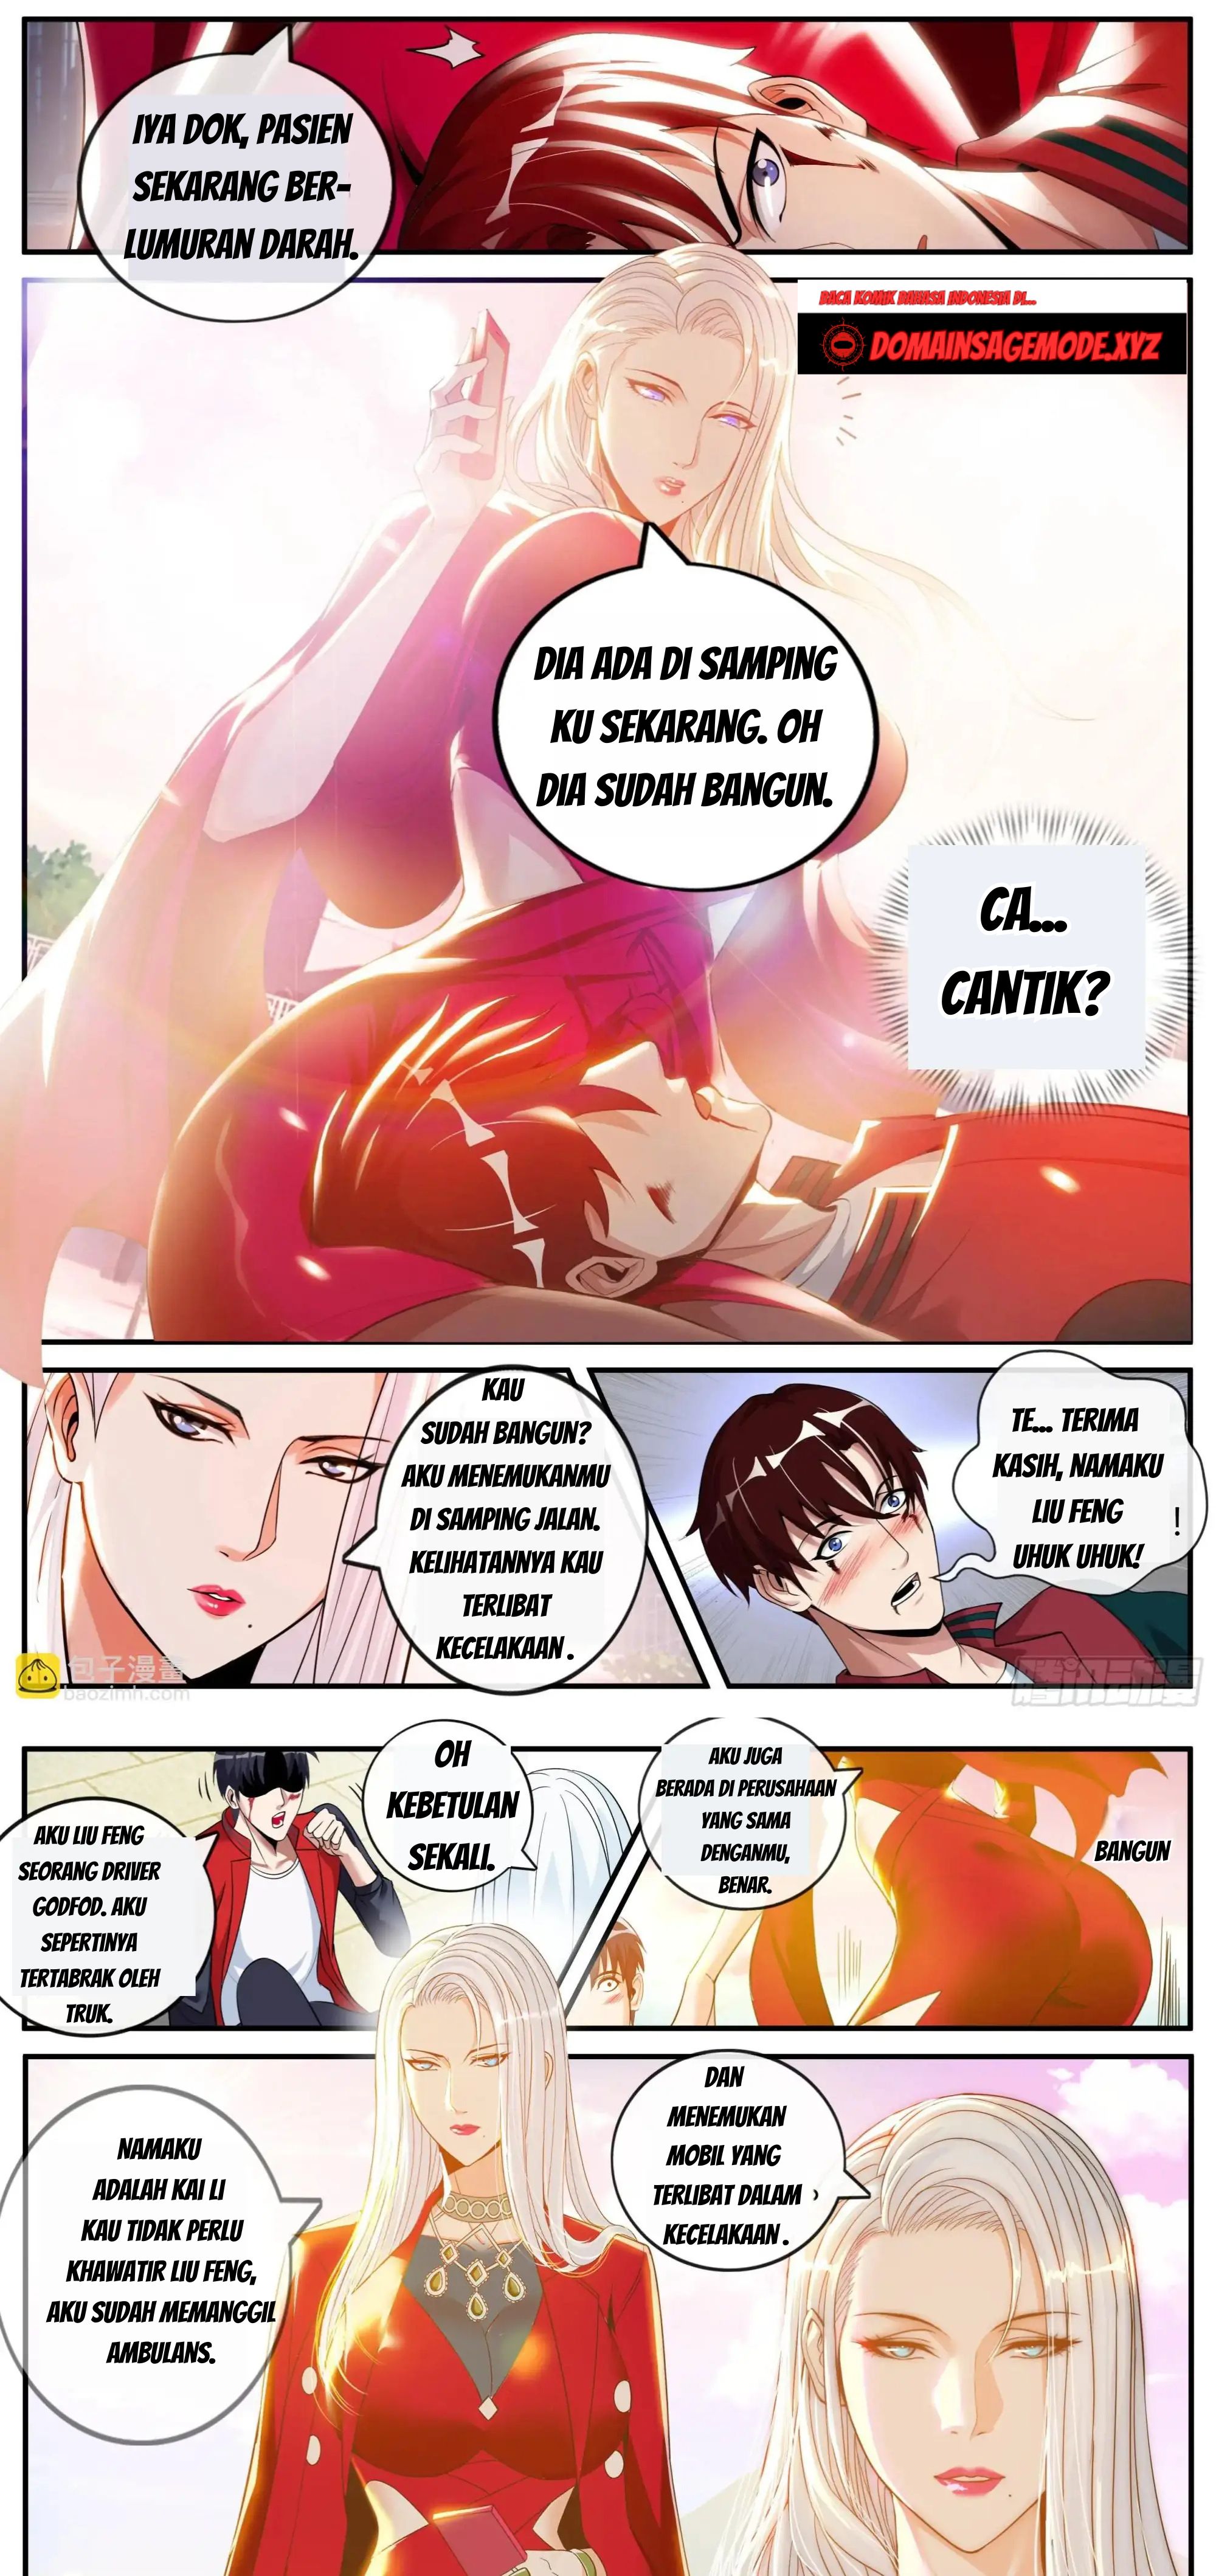 IYA DOK, PASIEN
SEKARANG BER-
LUMURAN DARAH.
BACA KOMIK BAHASA INDONESIA DI...
DOMAINSAGEMODE.XYZ
DIA ADA DI SAMPING
KU SEKARANG. OH
DIA SUDAH BANGUN.
CA...
CANTIK?
KAU
SUDAH BANGUN?
AKU MENEMUKANMU
DI SAMPING JALAN.
KELIHATANNYA KAU
TERLIBAT
KECELAKAAN .
TE... TERIMA
KASIH, NAMAKU
LIU FENG
UHUK UHUK!
!
包子漫畫
baozimh.com
腾讯动漫
OH
KEBETULAN
SEKALI.
AKU LIU FENG
SEORANG DRIVER
GODFOD. AKU
SEPERTINYA
TERTABRAK OLEH
TRUK.
AKU JUGA
BERADA DI PERUSAHAAN
YANG SAMA
DENGANMU,
BENAR.
BANGUN
NAMAKU
ADALAH KAI LI
KAU TIDAK PERLU
KHAWATIR LIU FENG,
AKU SUDAH MEMANGGIL
AMBULANS.
DAN
MENEMUKAN
MOBIL YANG
TERLIBAT DALAM
KECELAKAAN .